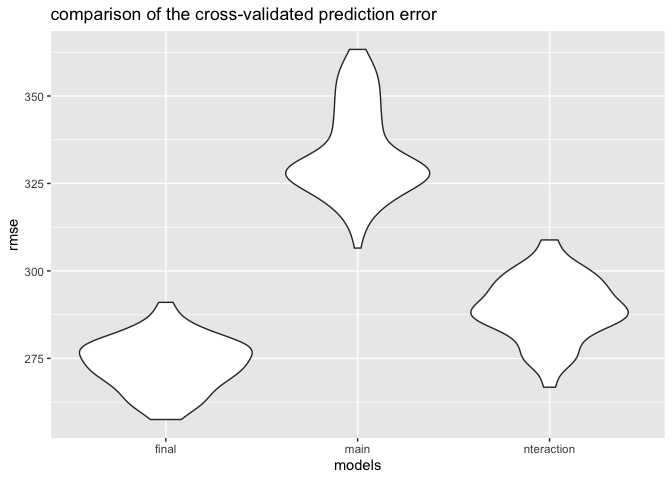 comparison of the cross-validated prediction error
rmse
350
325
300
275
final
main
nteraction
models